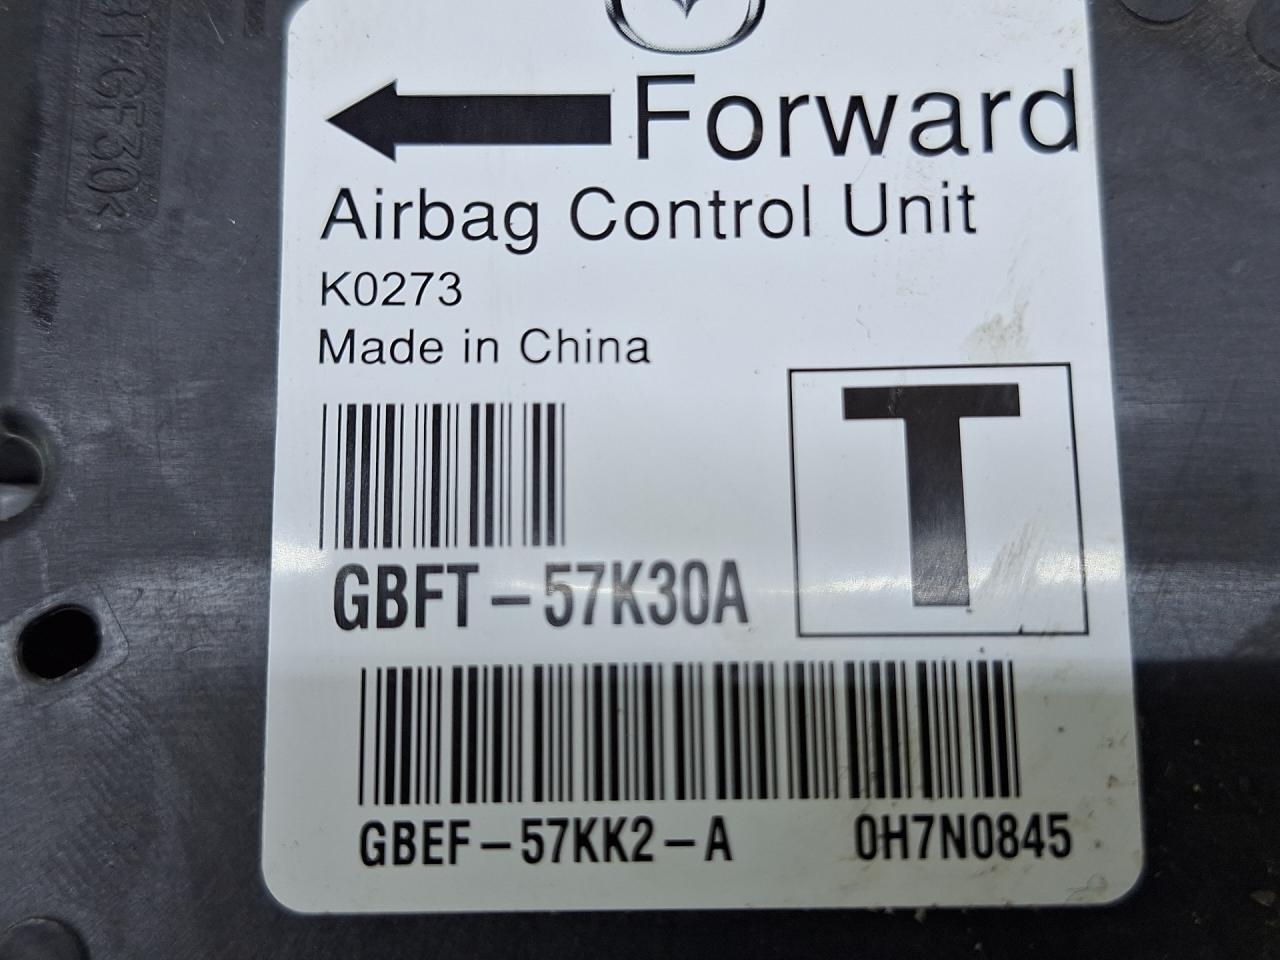 Forward
Airbag Control Unit
K0273
Made in China
T
GBFT-57K30A
GBEF-57KK2-A 0H7N0845